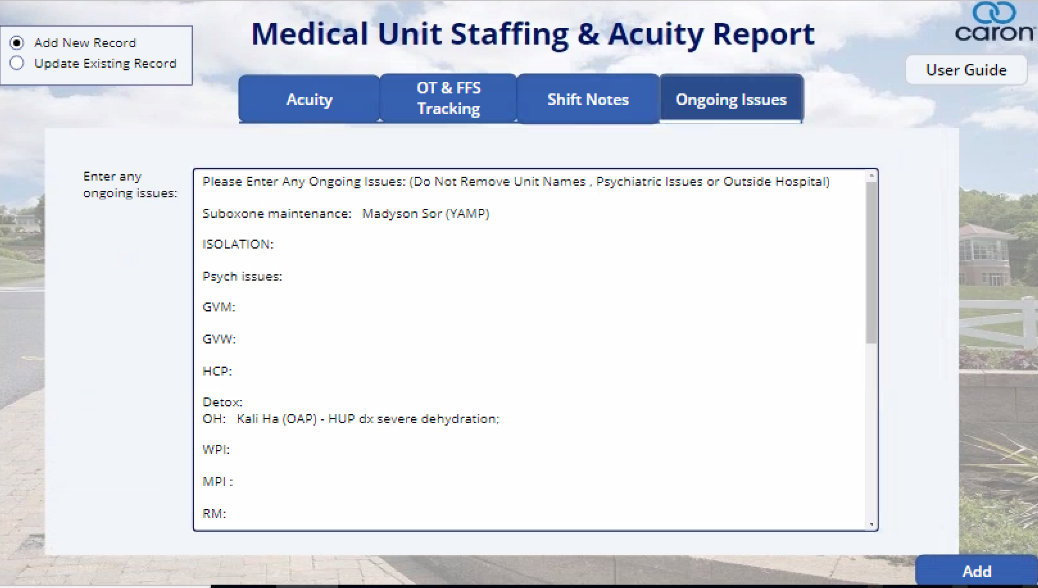 Medical Unit Staffing & Acuity Report
caron
Add New Record
Update Existing Record
User Guide
Acuity
OT & FFS
Tracking
Shift Notes
Ongoing Issues
Enter any
ongoing issues:
Please Enter Any Ongoing Issues: (Do Not Remove Unit Names , Psychiatric Issues or Outside Hospital)
Suboxone maintenance:   Madyson Sor (YAMP)
ISOLATION:
Psych issues:
GVM:
GVW:
HCP:
Detox:
OH:   Kali Ha (OAP) - HUP dx severe dehydration;
WPI:
MPI :
RM:
Add